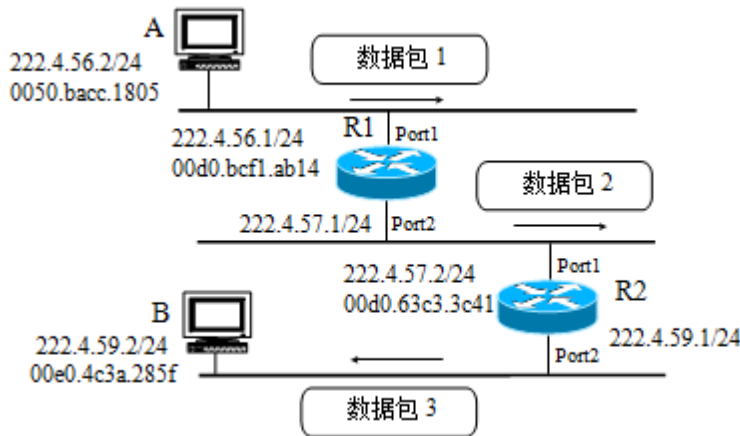 A
数据包 1
222.4.56.2/24
0050.bacc.1805
222.4.56.1/24
00d0.bcf1.ab14
R1
Port1
数据包 2
222.4.57.1/24
Port2
222.4.57.2/24
00d0.63c3.3c41
Port1
R2
B
222.4.59.2/24
00e0.4c3a.285f
222.4.59.1/24
Port2
数据包 3